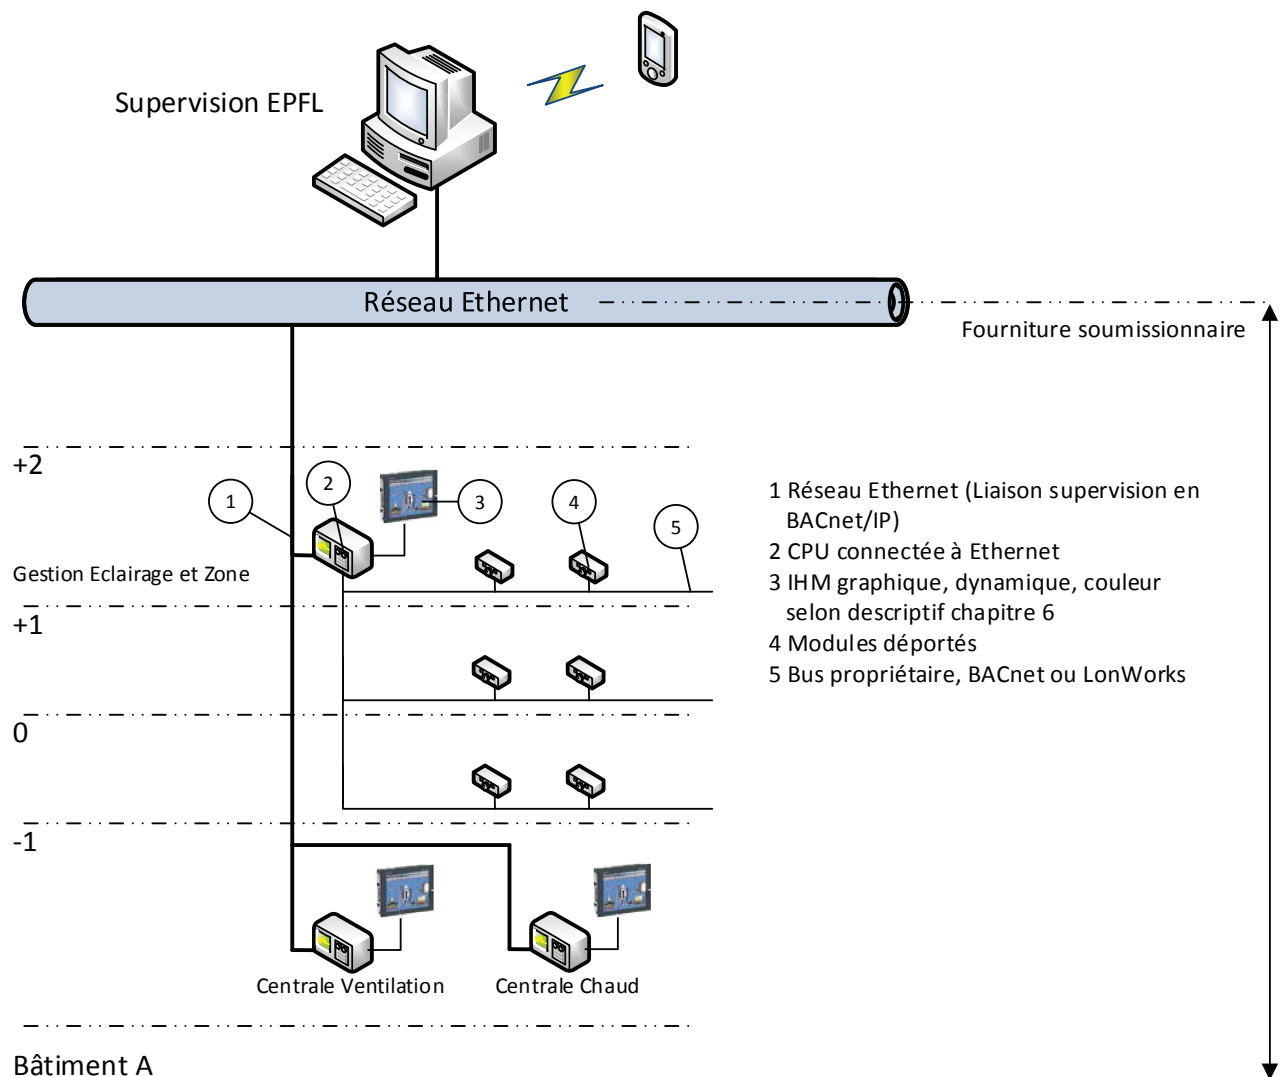 Supervision EPFL
Réseau Ethernet
Fourniture soumissionnaire
+2
1
2
3
4
5
Gestion Eclairage et Zone
+1
0
-1
Centrale Ventilation
Centrale Chaud
Bâtiment A
1 Réseau Ethernet (Liaison supervision en
BACnet/IP)
2 CPU connectée à Ethernet
3 IHM graphique, dynamique, couleur
selon descriptif chapitre 6
4 Modules déportés
5 Bus propriétaire, BACnet ou LonWorks